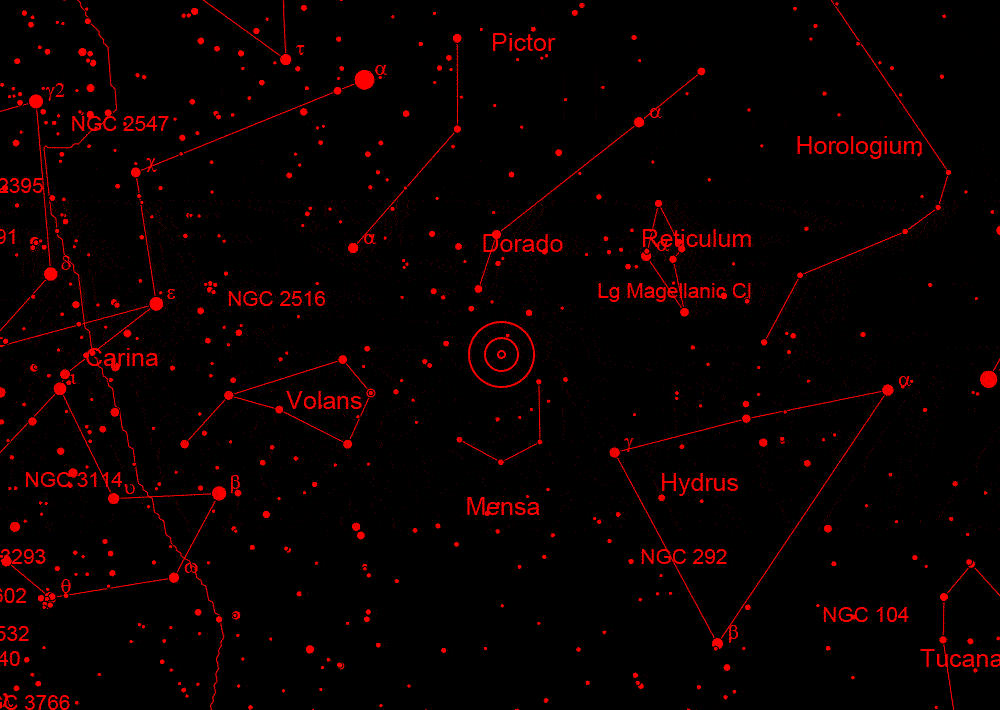 Pictor
τ
α
γ2
α
NGC 2547
Horologium
χ
2395
α
Reticulum
α
Dorado
91
δ
Lg Magellanic Cl
ε
NGC 2516
Carina
ι
α
Volans
γ
NGC 3114
υ
β
Hydrus
Mensa
3293
NGC 292
ω
θ
602
NGC 104
532
β
40
Tucana
GC 3766